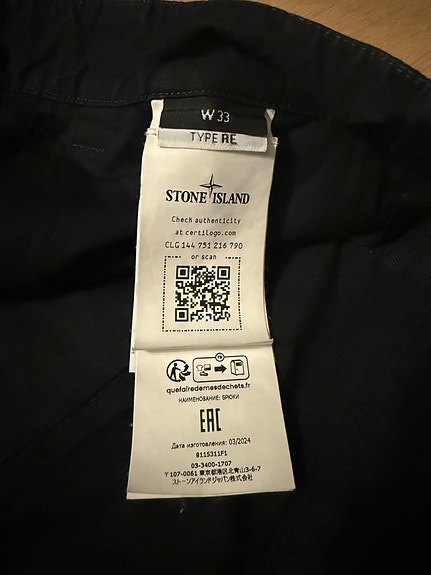 W 33
TYPE RE
STONE ISLAND
Check authenticity
at certilogo.com
CLG 144 751 216 790
or scan
FR
quefairedemesdechets.fr
НАИМЕНОВАНИЕ: БРЮКИ
EAC
Дата изготовления: 03/2024
8115311F1
03-3400-1707
〒107-0061 東京都港区北青山3-6-7
ストーンアイランドジャパン株式会社